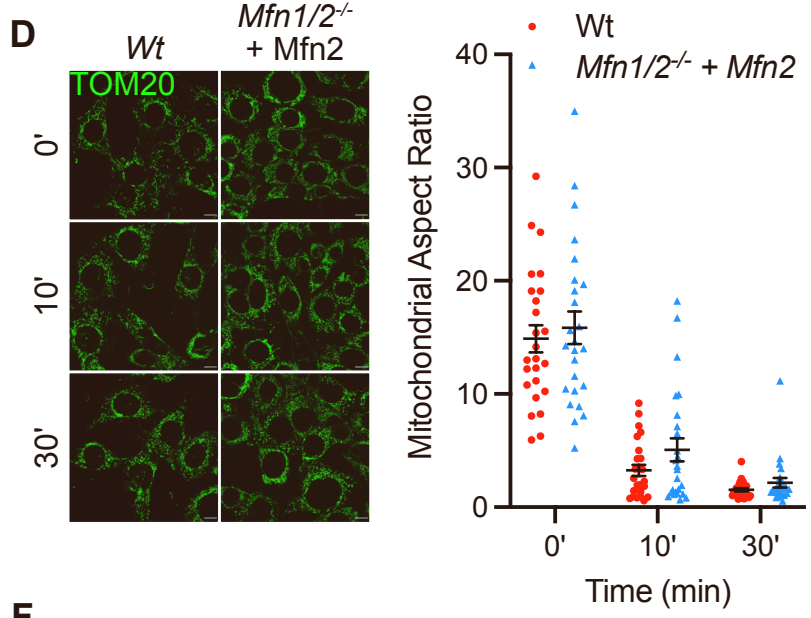 D
Wt
Mfn1/2-/-
+ Mfn2
TOM20
0'
10'
30'
Wt
Mfn1/2-/- + Mfn2
Mitochondrial Aspect Ratio
40
30
20
10
0
0'
10'
30'
Time (min)